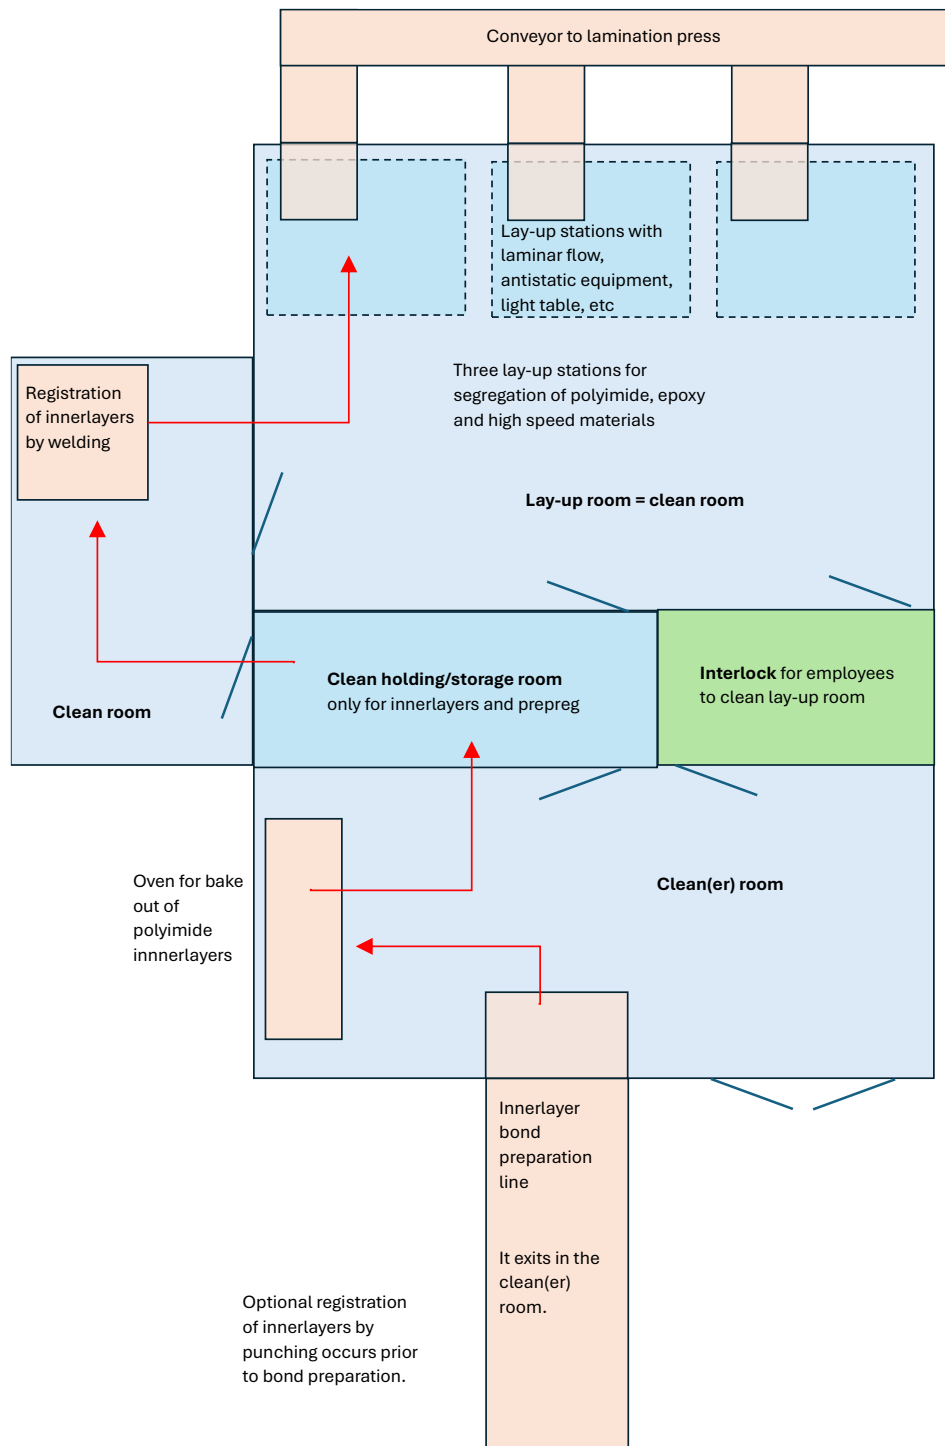 Conveyor to lamination press
Lay-up stations with
laminar flow,
antistatic equipment,
light table, etc
Three lay-up stations for
segregation of polyimide, epoxy
and high speed materials
Registration
of innerlayers
by welding
Lay-up room = clean room
Clean holding/storage room
only for innerlayers and prepreg
Interlock for employees
to clean lay-up room
Clean room
Oven for bake
out of
polyimide
innnerlayers
Clean(er) room
Innerlayer
bond
preparation
line
It exits in the
clean(er)
room.
Optional registration
of innerlayers by
punching occurs prior
to bond preparation.